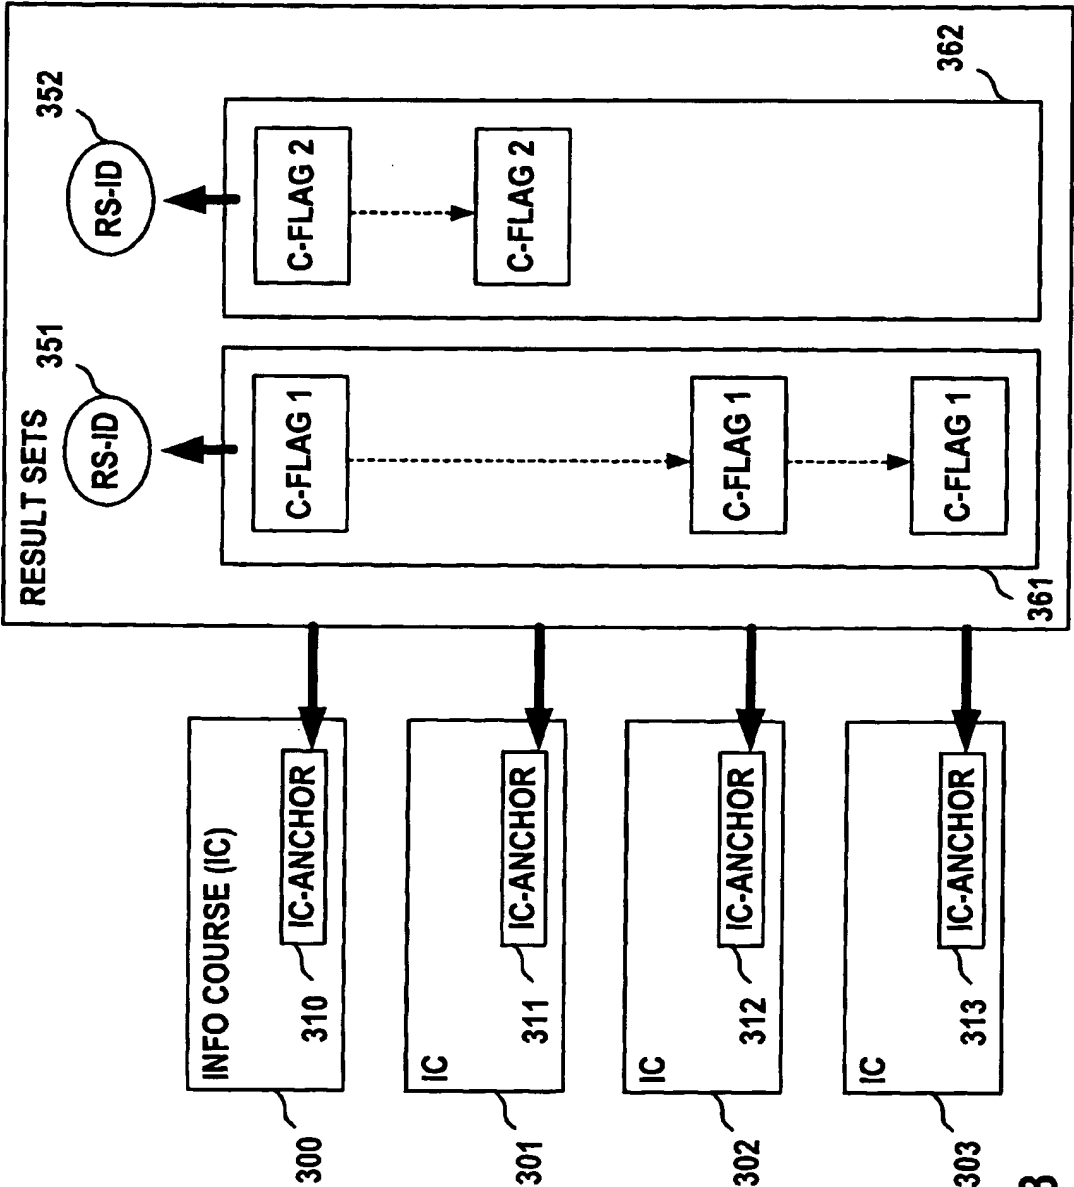 INFO COURSE (IC)
IC-ANCHOR
310
300
IC
IC-ANCHOR
311
301
IC
IC-ANCHOR
312
302
IC
IC-ANCHOR
313
303
RESULT SETS
RS-ID
351
C-FLAG 1
C-FLAG 1
C-FLAG 1
361
RS-ID
352
C-FLAG 2
C-FLAG 2
362